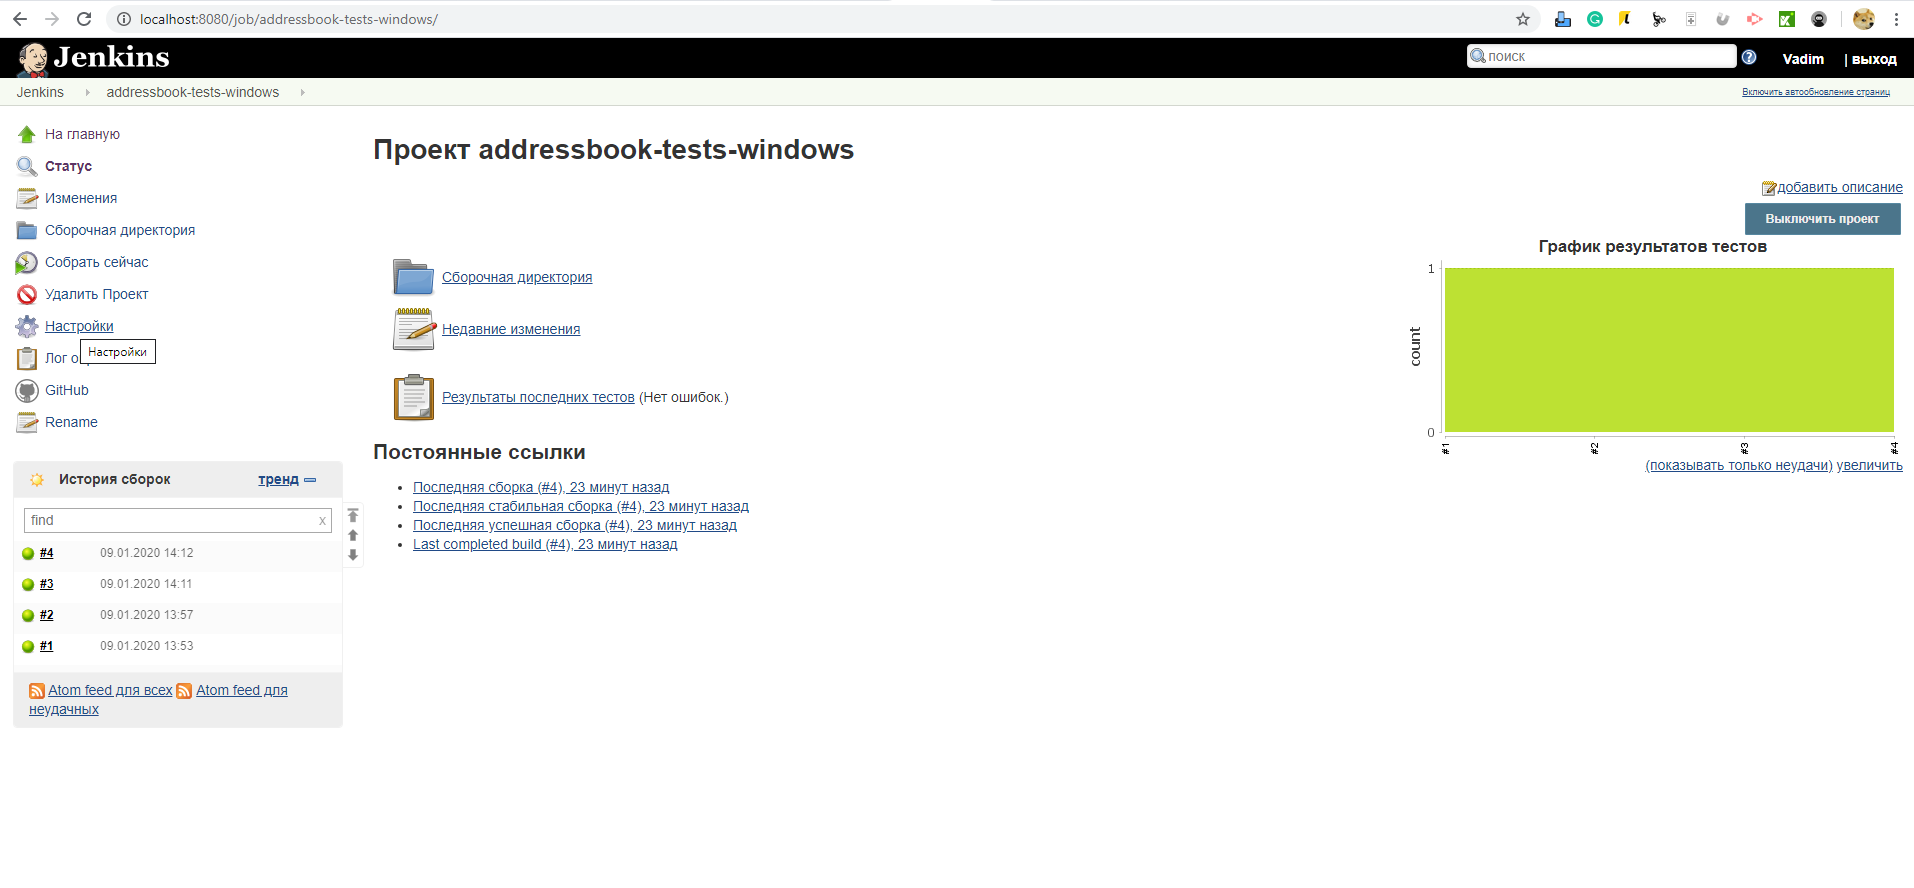 localhost:8080/job/addressbook-tests-windows/
Jenkins
поиск
Vadim
| выход
Jenkins
addressbook-tests-windows
Включить автообновление страниц
На главную
Статус
Изменения
Сборочная директория
Собрать сейчас
Удалить Проект
Настройки
Настройки
Лог о
GitHub
Rename
История сборок
тренд
find
x
#4 09.01.2020 14:12
#3 09.01.2020 14:11
#2 09.01.2020 13:57
#1 09.01.2020 13:53
Atom feed для всех Atom feed для
неудачных
Проект addressbook-tests-windows
добавить описание
Выключить проект
Сборочная директория
Недавние изменения
Результаты последних тестов (Нет ошибок.)
Постоянные ссылки
Последняя сборка (#4), 23 минут назад
Последняя стабильная сборка (#4), 23 минут назад
Последняя успешная сборка (#4), 23 минут назад
Last completed build (#4), 23 минут назад
График результатов тестов
1
count
0
#1
#2
#3
#4
(показывать только неудачи) увеличить